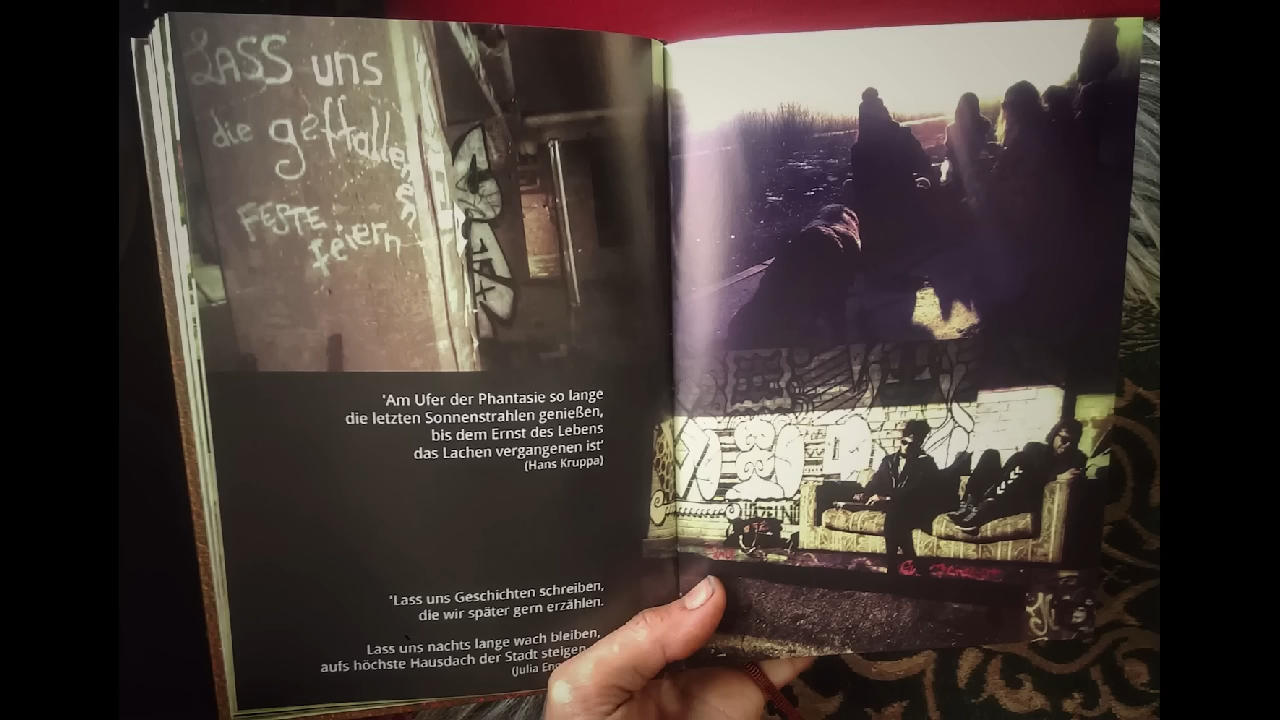 LASS uns
die geffallenen
FESTE
feiern
'Am Ufer der Phantasie so lange
die letzten Sonnenstrahlen genießen,
bis dem Ernst des Lebens
das Lachen vergangenen ist'
(Hans Kruppa)
'Lass uns Geschichten schreiben,
die wir später gern erzählen.
Lass uns nachts lange wach bleiben,
aufs höchste Hausdach der Stadt steigen
(Julia